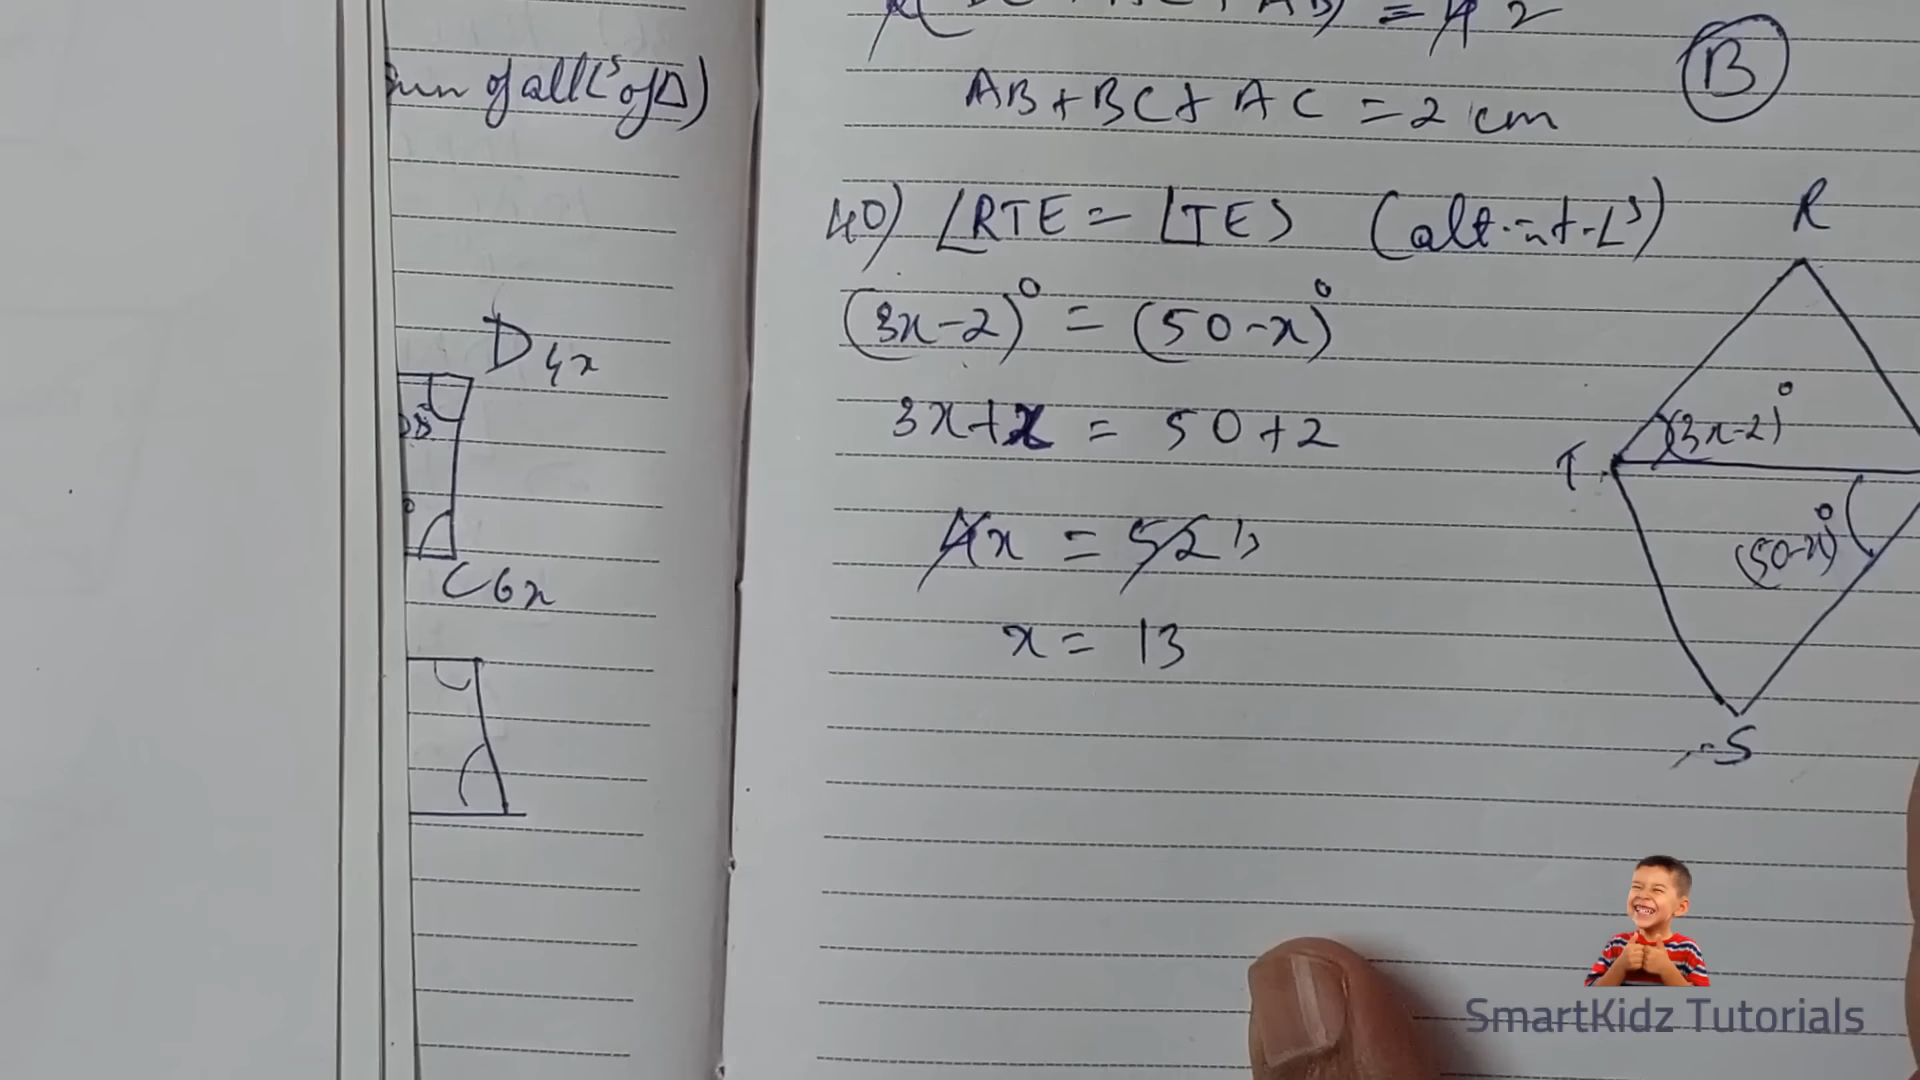 of all ∠s of Δ)
D 4x
C 6x
AB + BC + AC = 2 cm
B
40) ∠RTE = ∠TES (alt. int. ∠s)
(3x-2)° = (50-x)°
3x+x = 50+2
4x = 52 13
x = 13
R
(3x-2)°
T
(50-x)°
S
SmartKidz Tutorials